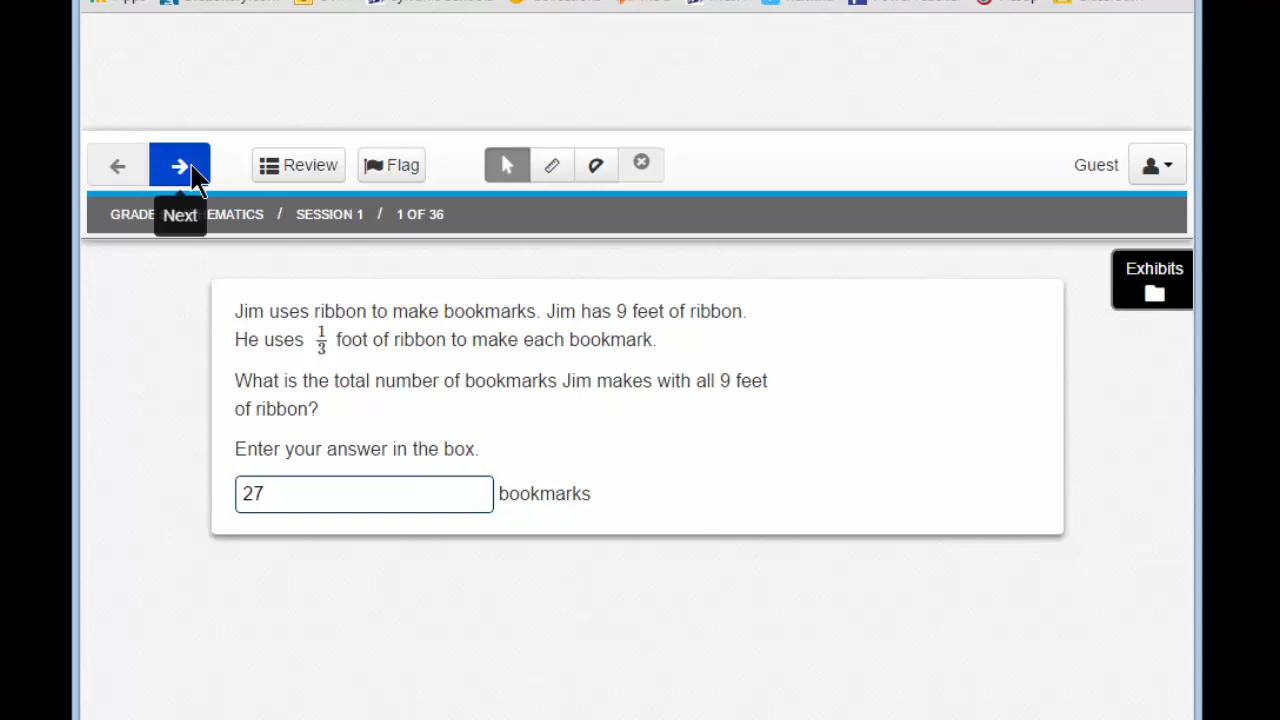 Review
Flag
Guest
Next
GRADE EMATICS / SESSION 1 / 1 OF 36
Exhibits
Jim uses ribbon to make bookmarks. Jim has 9 feet of ribbon.
He uses 1/3 foot of ribbon to make each bookmark.
What is the total number of bookmarks Jim makes with all 9 feet
of ribbon?
Enter your answer in the box.
27 bookmarks